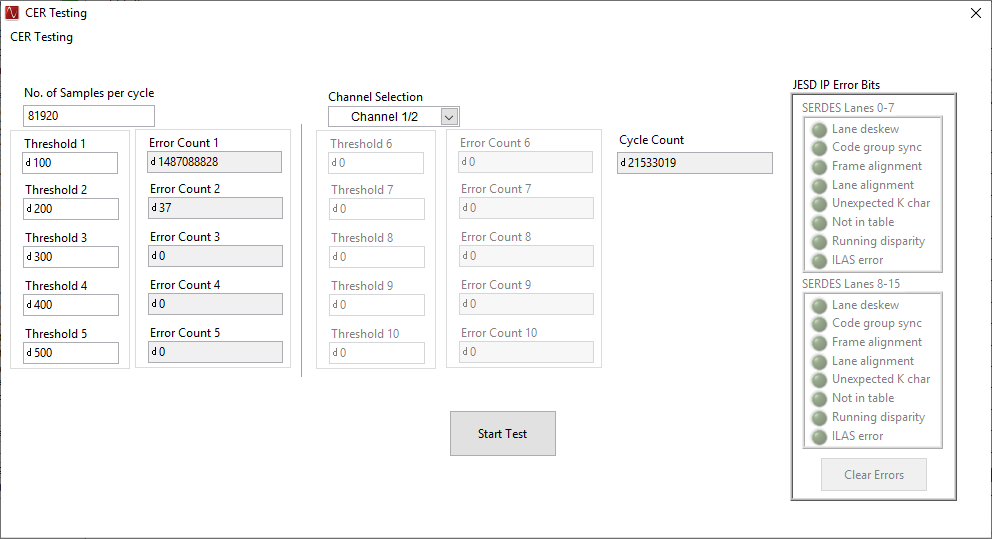 CER Testing
CER Testing
No. of Samples per cycle
81920
Threshold 1
d 100
Threshold 2
d 200
Threshold 3
d 300
Threshold 4
d 400
Threshold 5
d 500
Error Count 1
d 1487088828
Error Count 2
d 37
Error Count 3
d 0
Error Count 4
d 0
Error Count 5
d 0
Channel Selection
Channel 1/2
Threshold 6
d 0
Threshold 7
d 0
Threshold 8
d 0
Threshold 9
d 0
Threshold 10
d 0
Error Count 6
d 0
Error Count 7
d 0
Error Count 8
d 0
Error Count 9
d 0
Error Count 10
d 0
Cycle Count
d 21533019
Start Test
JESD IP Error Bits
SERDES Lanes 0-7
Lane deskew
Code group sync
Frame alignment
Lane alignment
Unexpected K char
Not in table
Running disparity
ILAS error
SERDES Lanes 8-15
Lane deskew
Code group sync
Frame alignment
Lane alignment
Unexpected K char
Not in table
Running disparity
ILAS error
Clear Errors